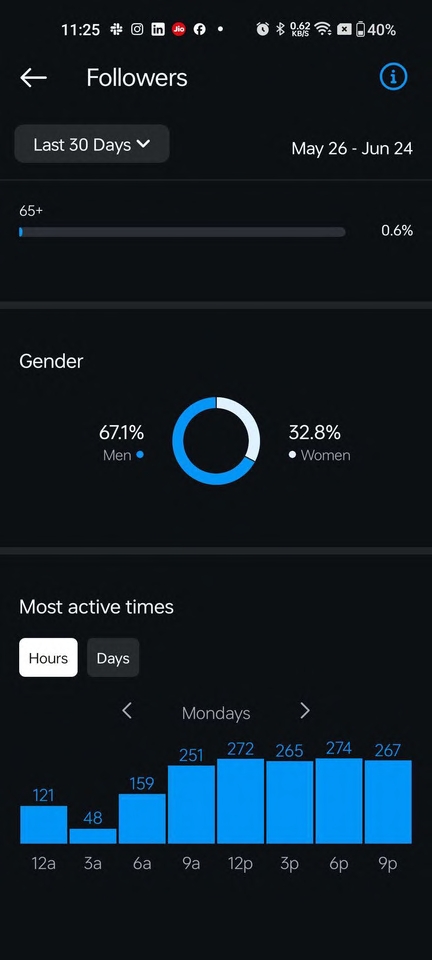 11:25 in Jio 0.62 KB/S 40%
Followers
Last 30 Days May 26 - Jun 24
65+
0.6%
Gender
67.1% 32.8%
Men Women
Most active times
Hours Days
Mondays
121 48 159 251 272 265 274 267
12a 3a 6a 9a 12p 3p 6p 9p